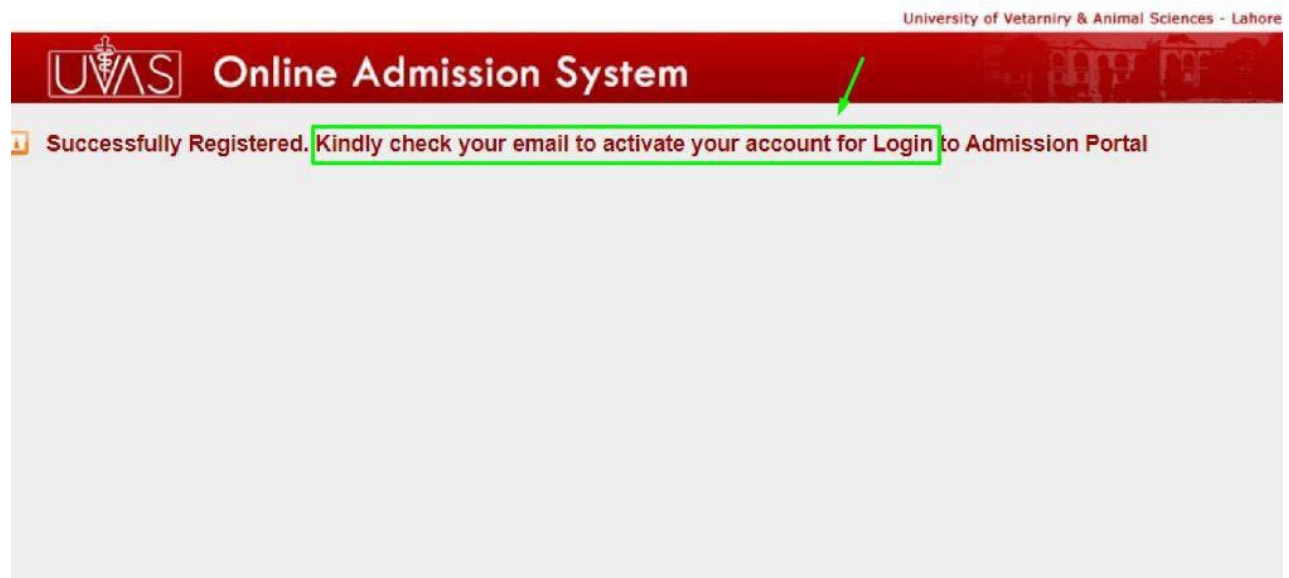 University of Vetarniry & Animal Sciences - Lahore
UVAS Online Admission System
Successfully Registered. Kindly check your email to activate your account for Login to Admission Portal